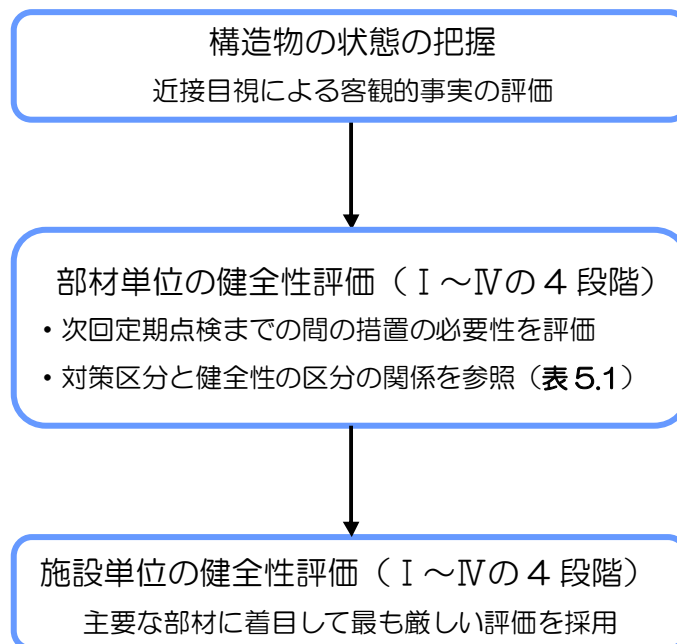 構造物の状態の把握
近接目視による客観的事実の評価
部材単位の健全性評価（Ⅰ～Ⅳの４段階）
・次回定期点検までの間の措置の必要性を評価
・対策区分と健全性の区分の関係を参照（表5.1）
施設単位の健全性評価（Ⅰ～Ⅳの４段階）
主要な部材に着目して最も厳しい評価を採用